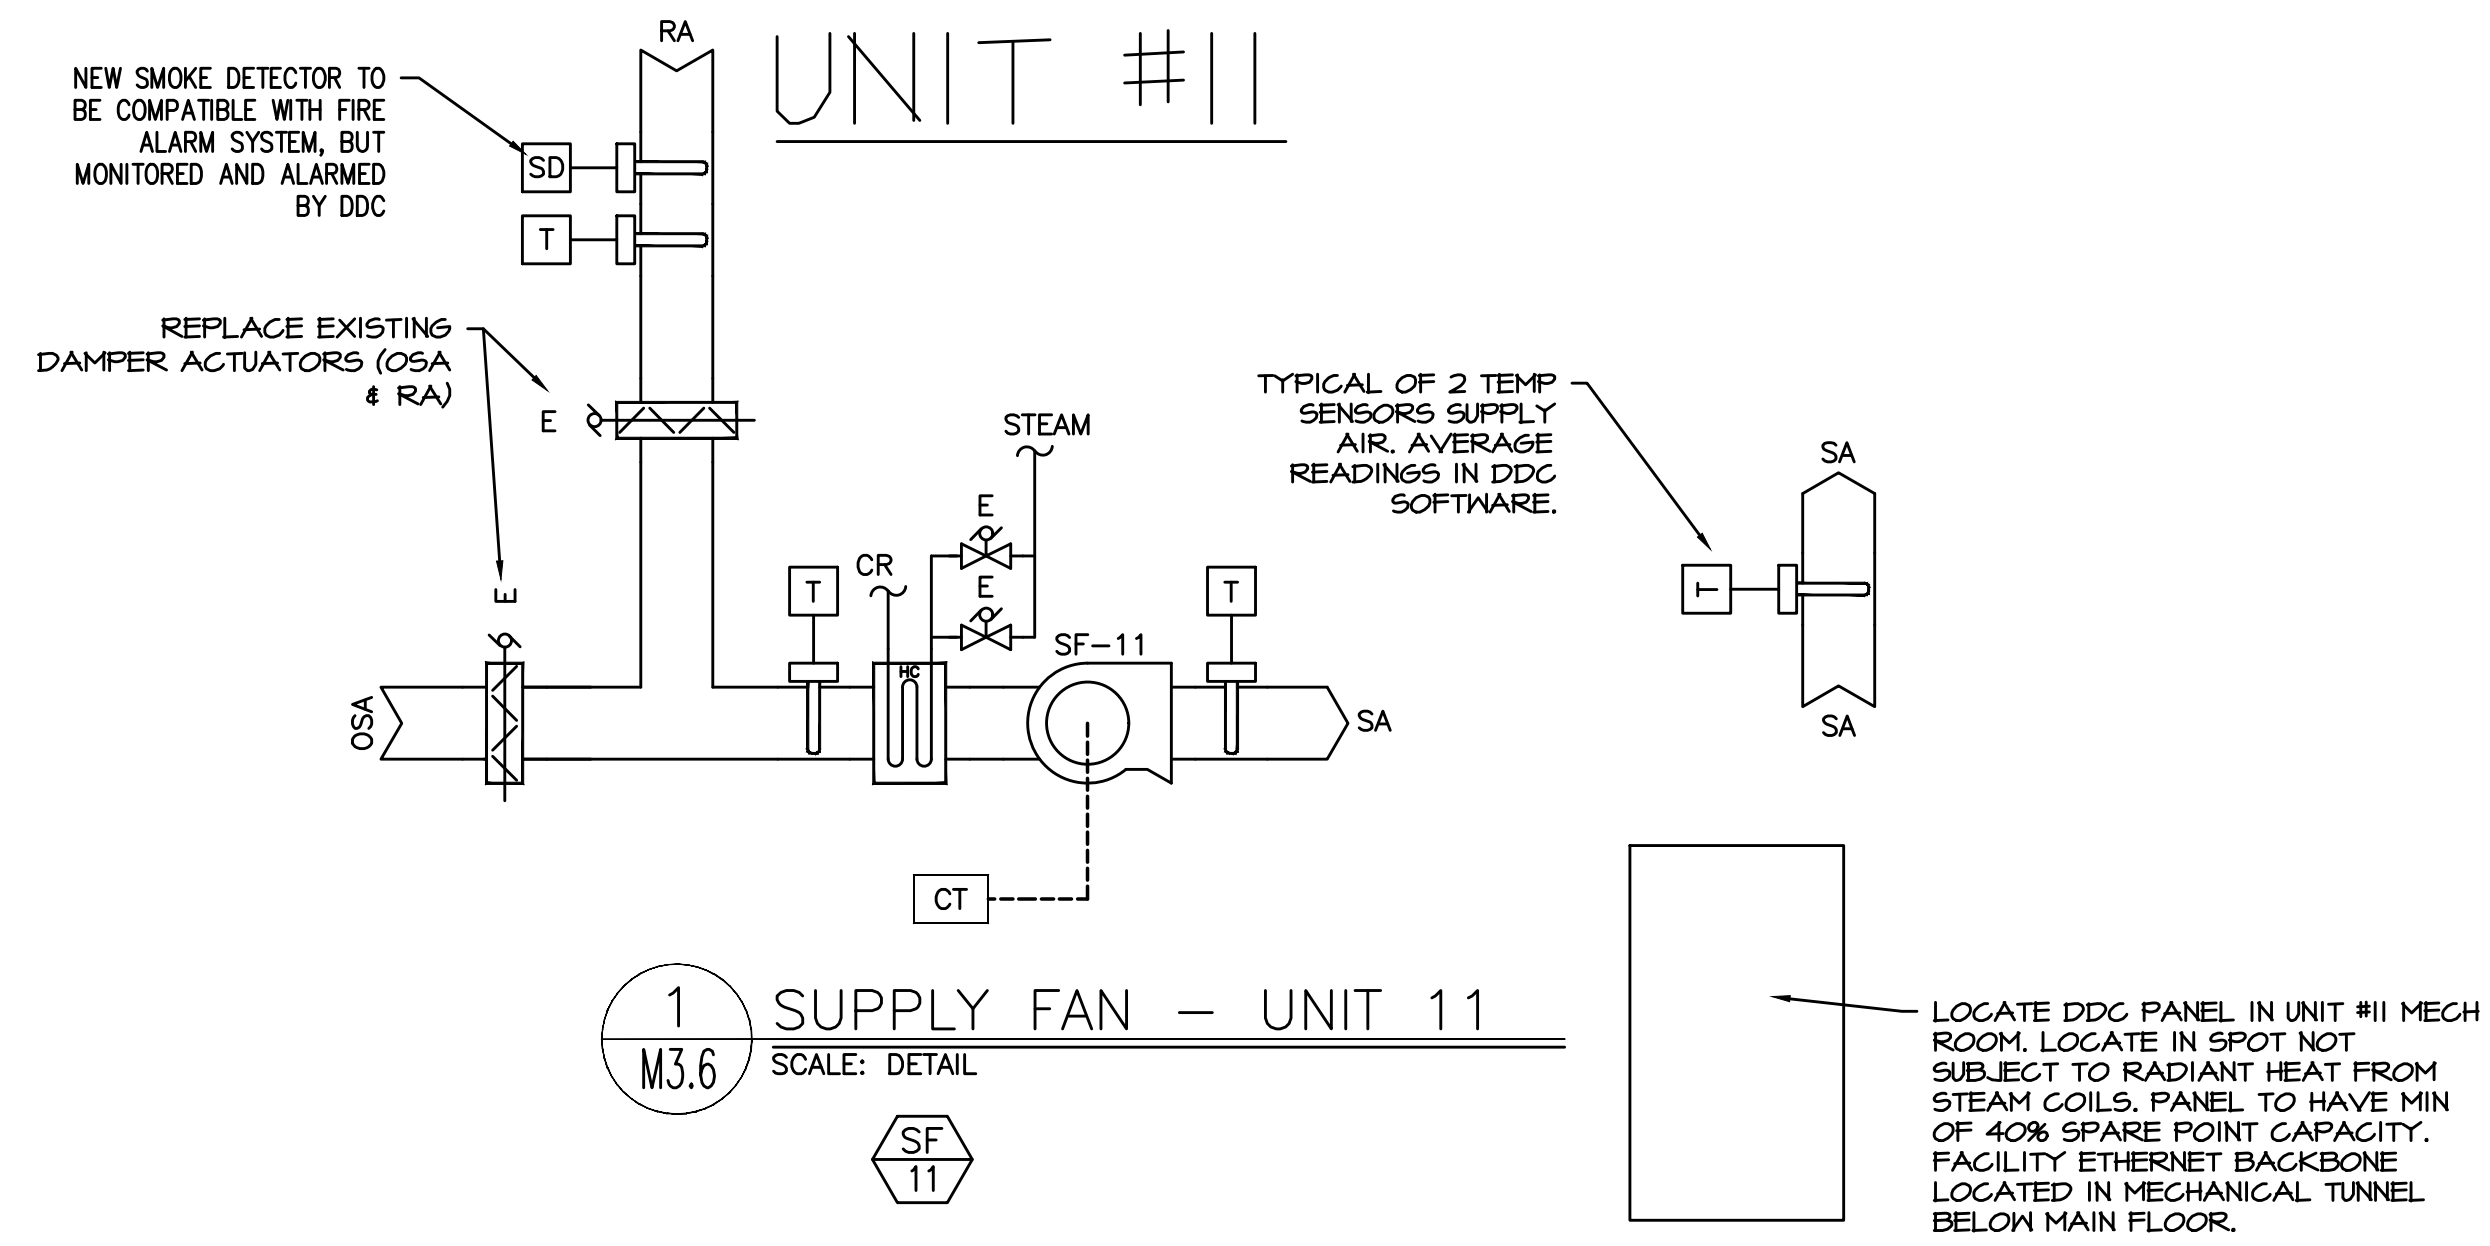 RA
UNIT #11
NEW SMOKE DETECTOR TO
BE COMPATIBLE WITH FIRE
ALARM SYSTEM, BUT
MONITORED AND ALARMED
BY DDC
SD
T
REPLACE EXISTING
DAMPER ACTUATORS (OSA
& RA)
E
E
STEAM
E
E
CR
T
HC
SF-11
T
OSA
SA
CT
TYPICAL OF 2 TEMP
SENSORS SUPPLY
AIR. AVERAGE
READINGS IN DDC
SOFTWARE.
SA
T
SA
1
M3.6
SUPPLY FAN - UNIT 11
SCALE: DETAIL
SF
11
LOCATE DDC PANEL IN UNIT #11 MECH
ROOM. LOCATE IN SPOT NOT
SUBJECT TO RADIANT HEAT FROM
STEAM COILS. PANEL TO HAVE MIN
OF 40% SPARE POINT CAPACITY.
FACILITY ETHERNET BACKBONE
LOCATED IN MECHANICAL TUNNEL
BELOW MAIN FLOOR.